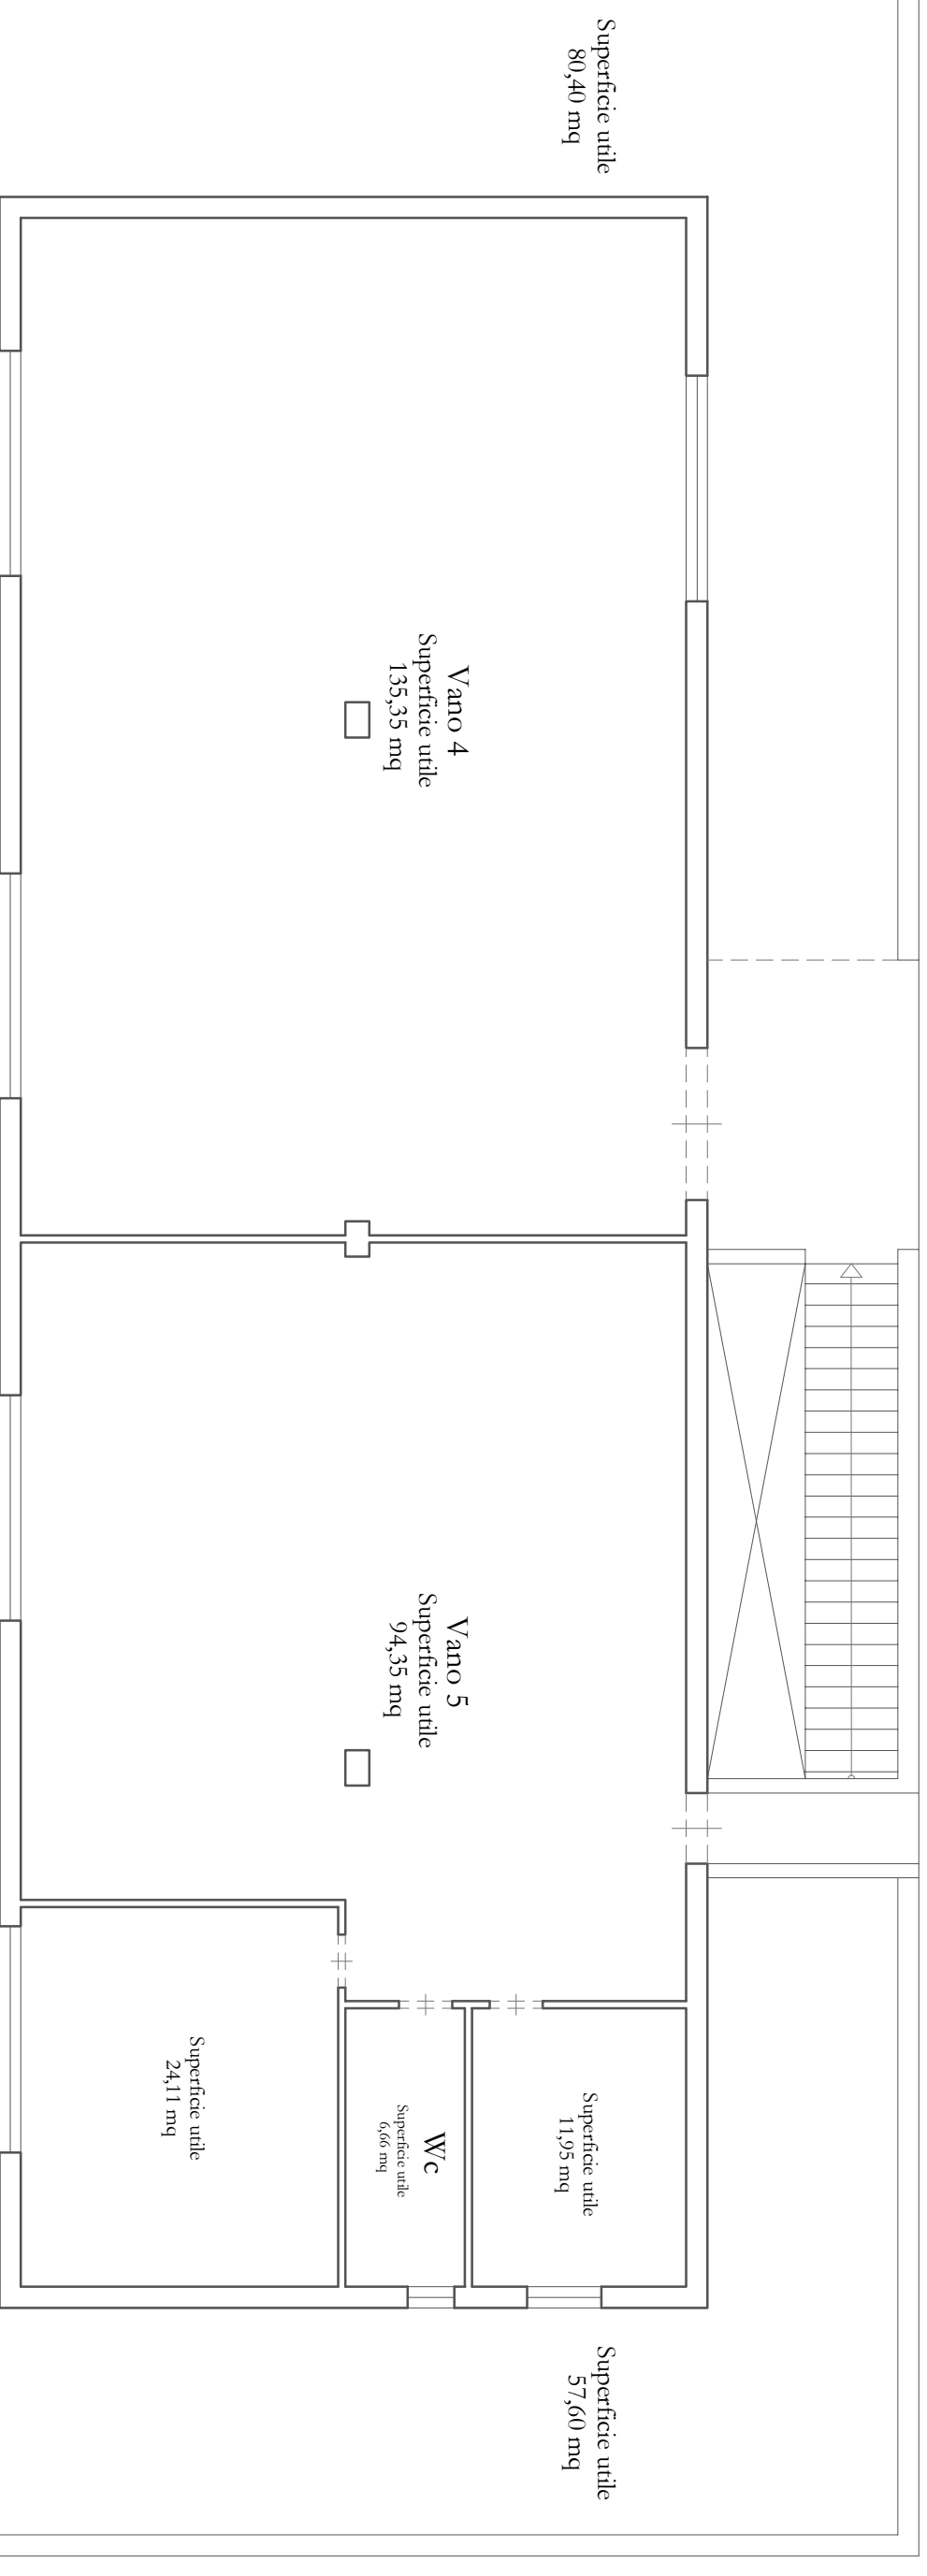 Superficie utile
80,40 mq
Vano 4
Superficie utile
135,35 mq
Vano 5
Superficie utile
94,35 mq
Superficie utile
24,11 mq
Wc
Superficie utile
6,66 mq
Superficie utile
11,95 mq
Superficie utile
57,60 mq